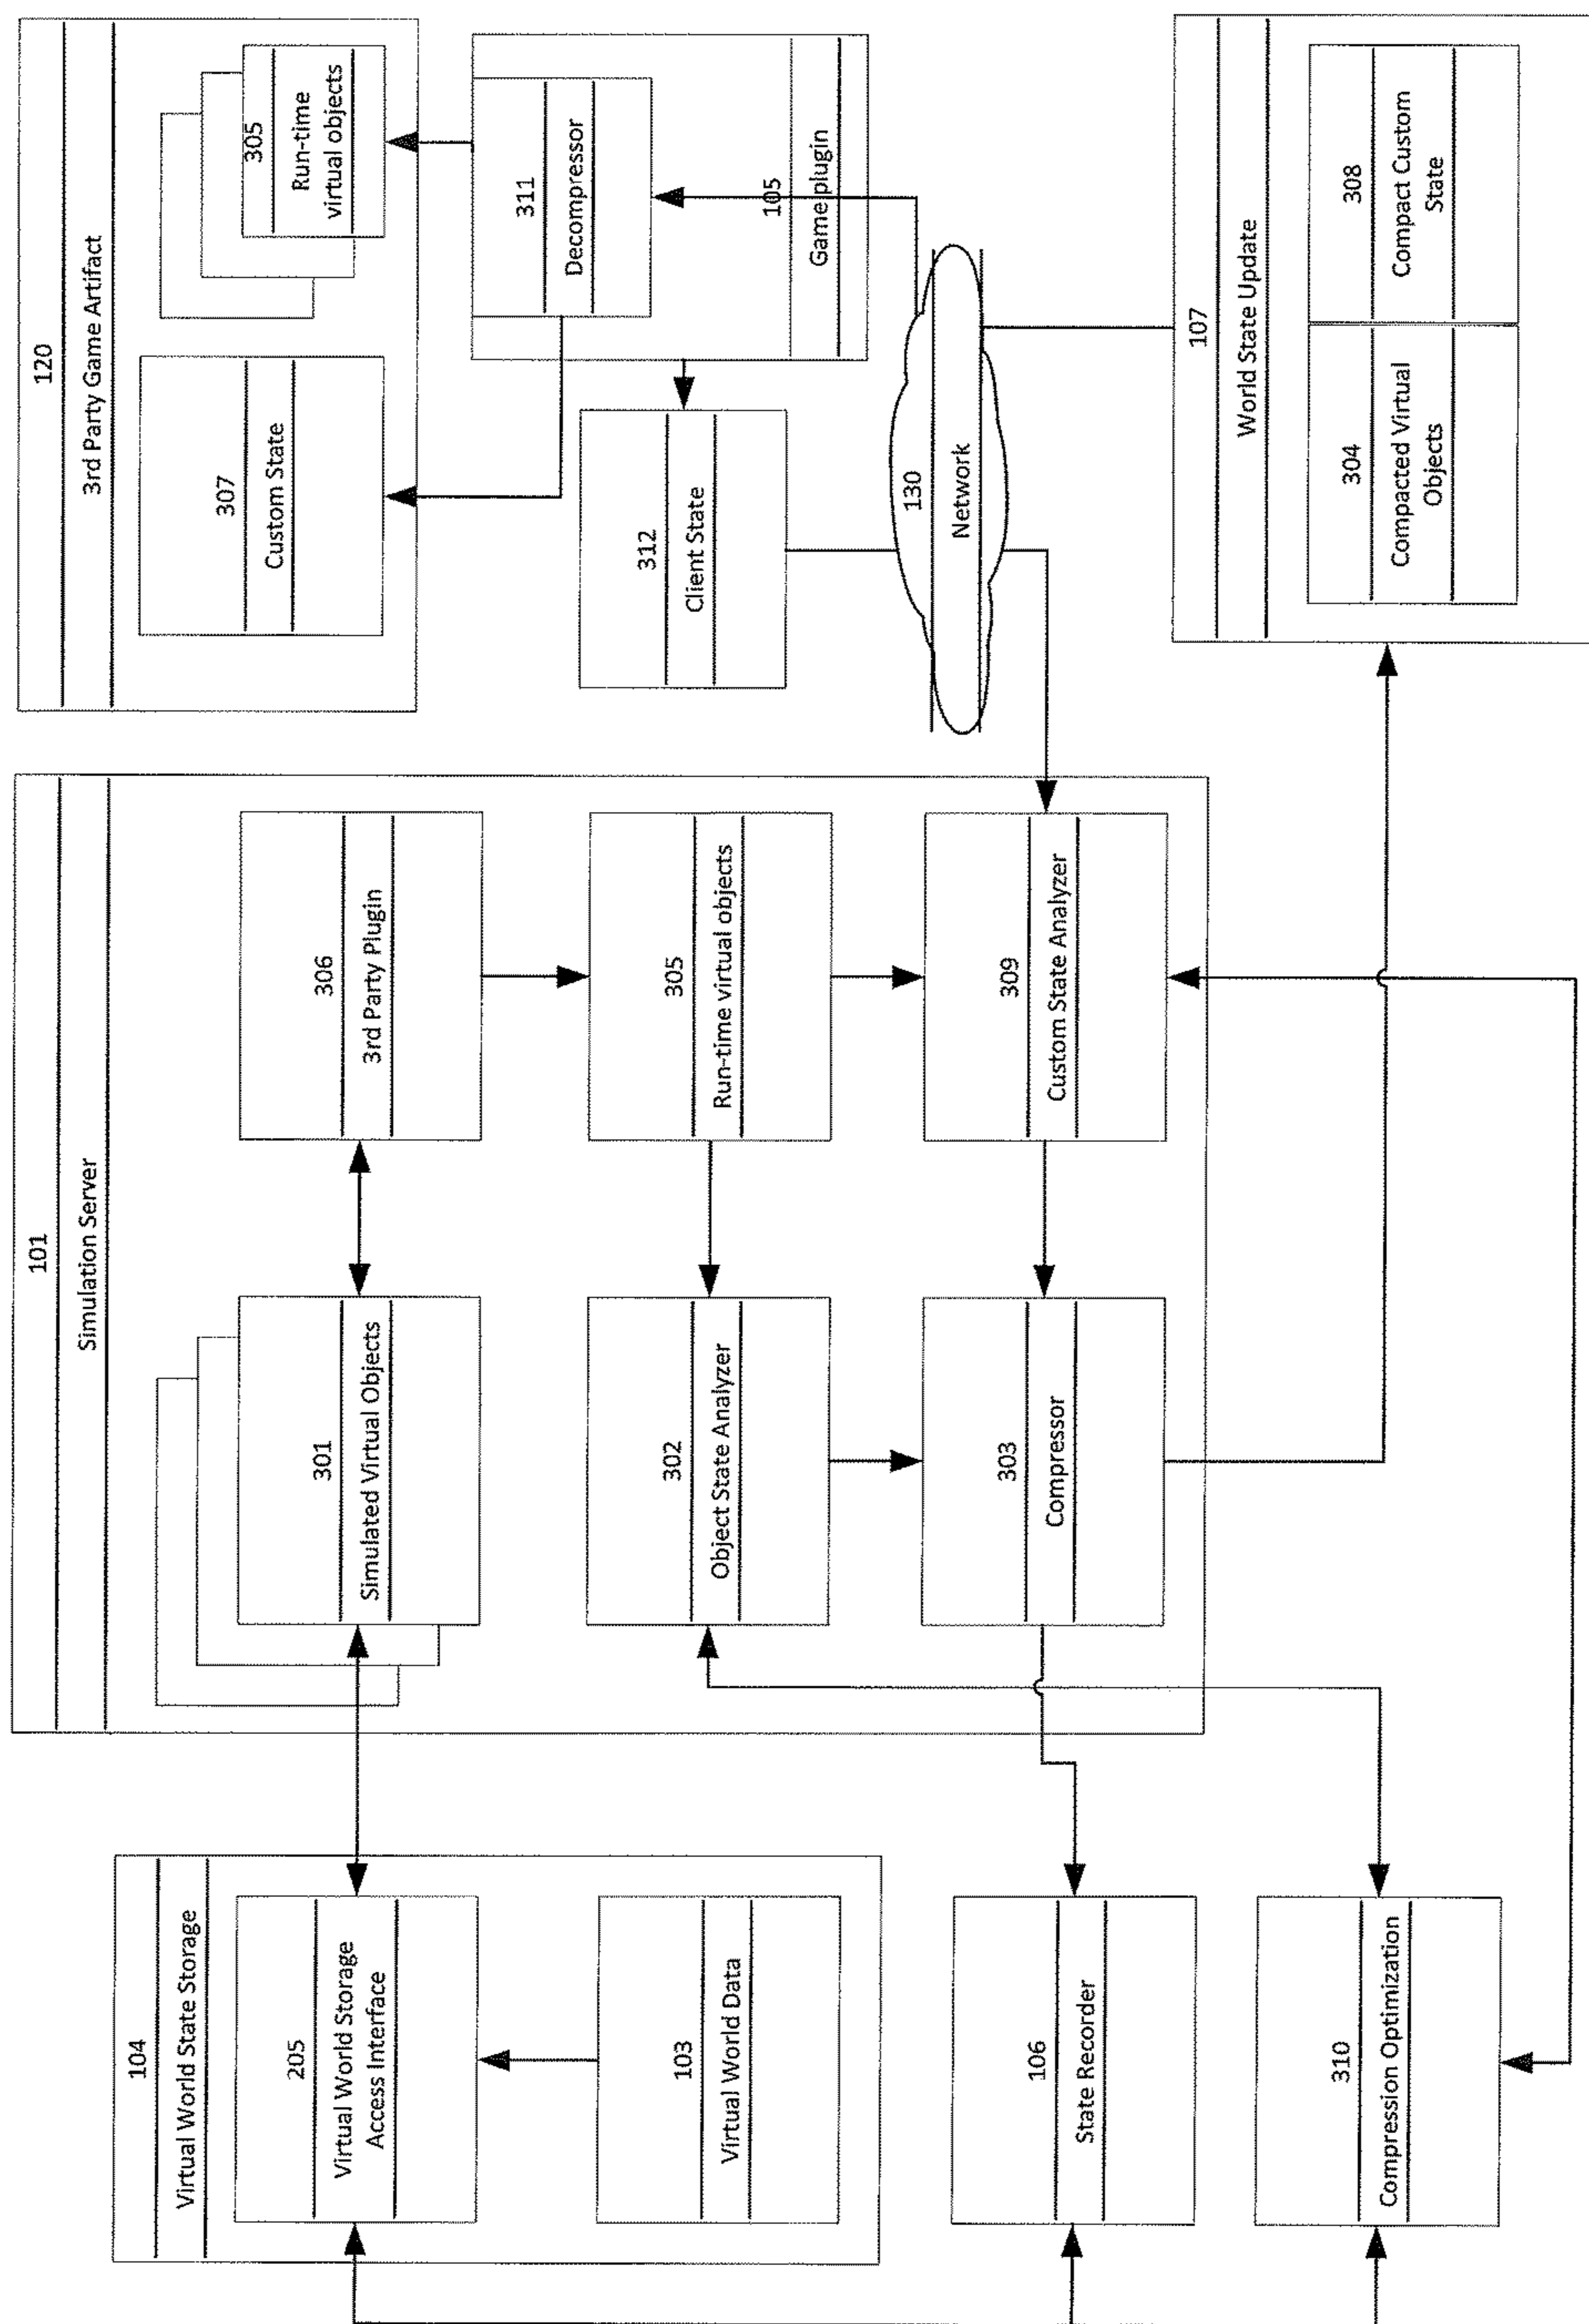 104
Virtual World State Storage
205
Virtual World Storage
Access Interface
103
Virtual World Data
106
State Recorder
310
Compression Optimization
101
Simulation Server
301
Simulated Virtual Objects
306
3rd Party Plugin
302
Object State Analyzer
305
Run-time virtual objects
303
Compressor
309
Custom State Analyzer
120
3rd Party Game Artifact
307
Custom State
305
Run-time
virtual objects
311
Decompressor
105
Game plugin
312
Client State
130
Network
107
World State Update
304
Compacted Virtual
Objects
308
Compact Custom
State